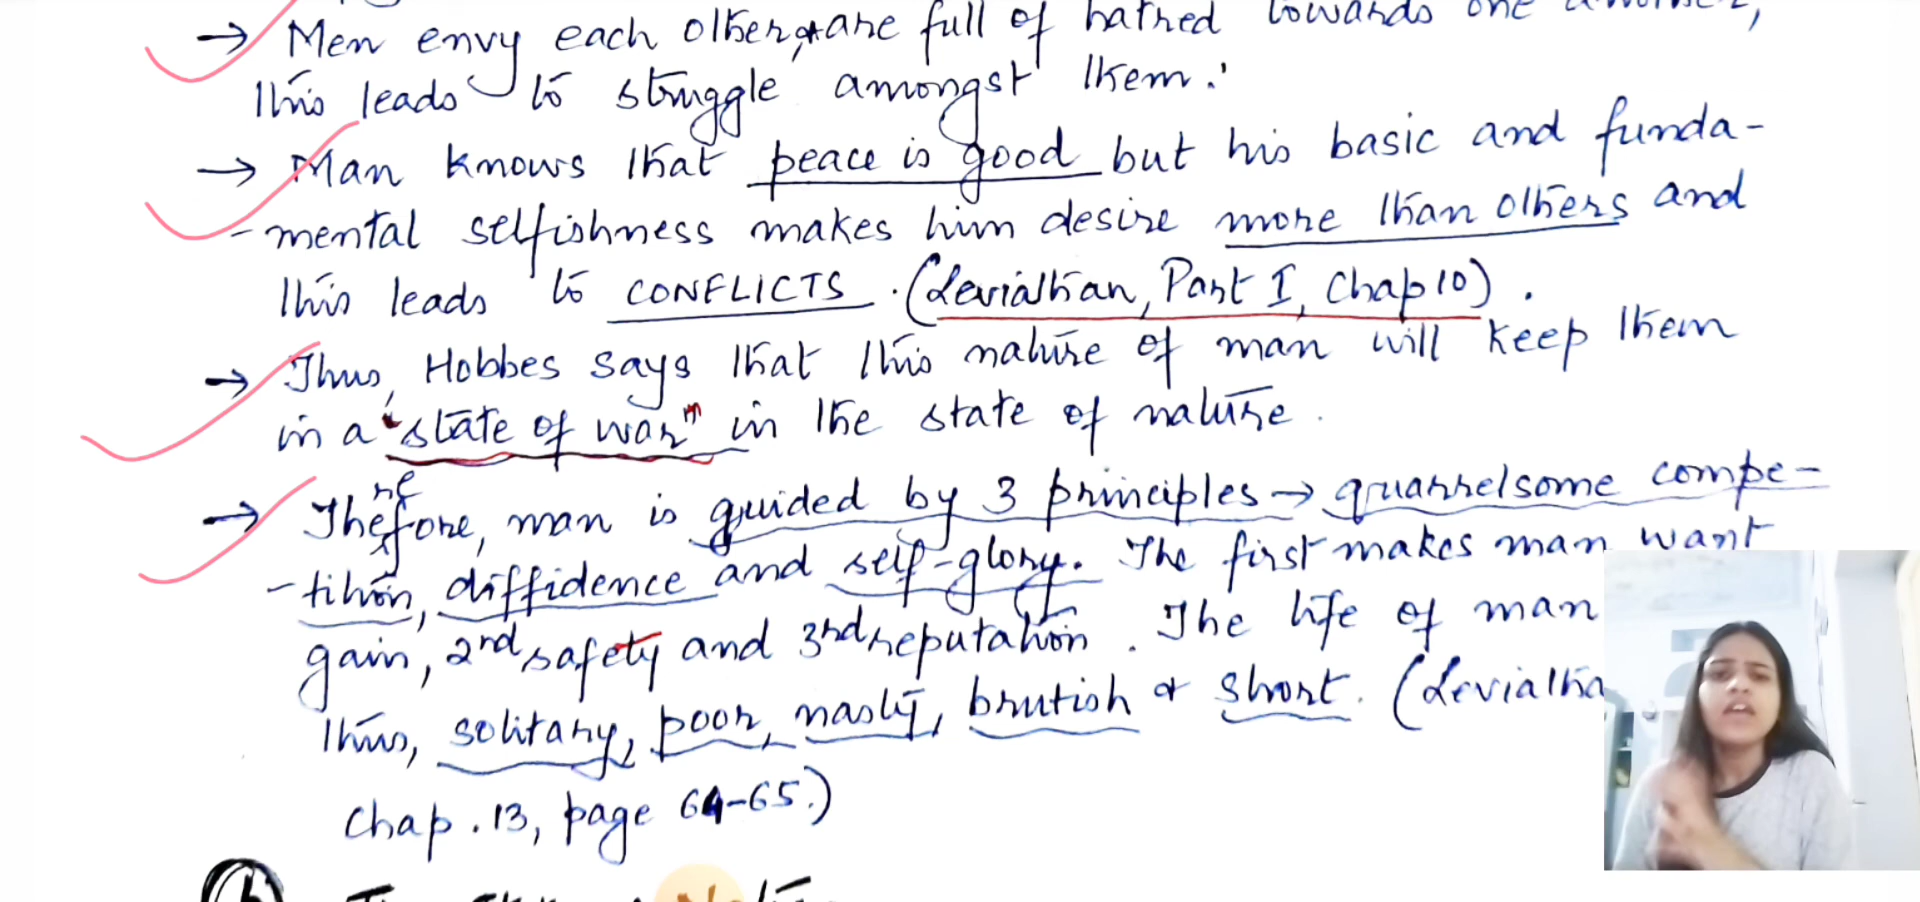 → Men envy each other, & are full of hatred towards one another,
this leads to struggle amongst them.
→ Man knows that peace is good but his basic and funda-
-mental selfishness makes him desire more than others and
this leads to CONFLICTS. (Leviathan, Part I, Chap 10).
→ Thus, Hobbes says that this nature of man will keep them
in a "state of war" in the state of nature.
→ Therefore, man is guided by 3 principles → quarrelsome compe-
-tition, diffidence and self-glory. The first makes man want
gain, 2nd safety and 3rd reputation. The life of man
thus, solitary, poor, nasty, brutish & short. (Leviatha
Chap. 13, page 64-65.)